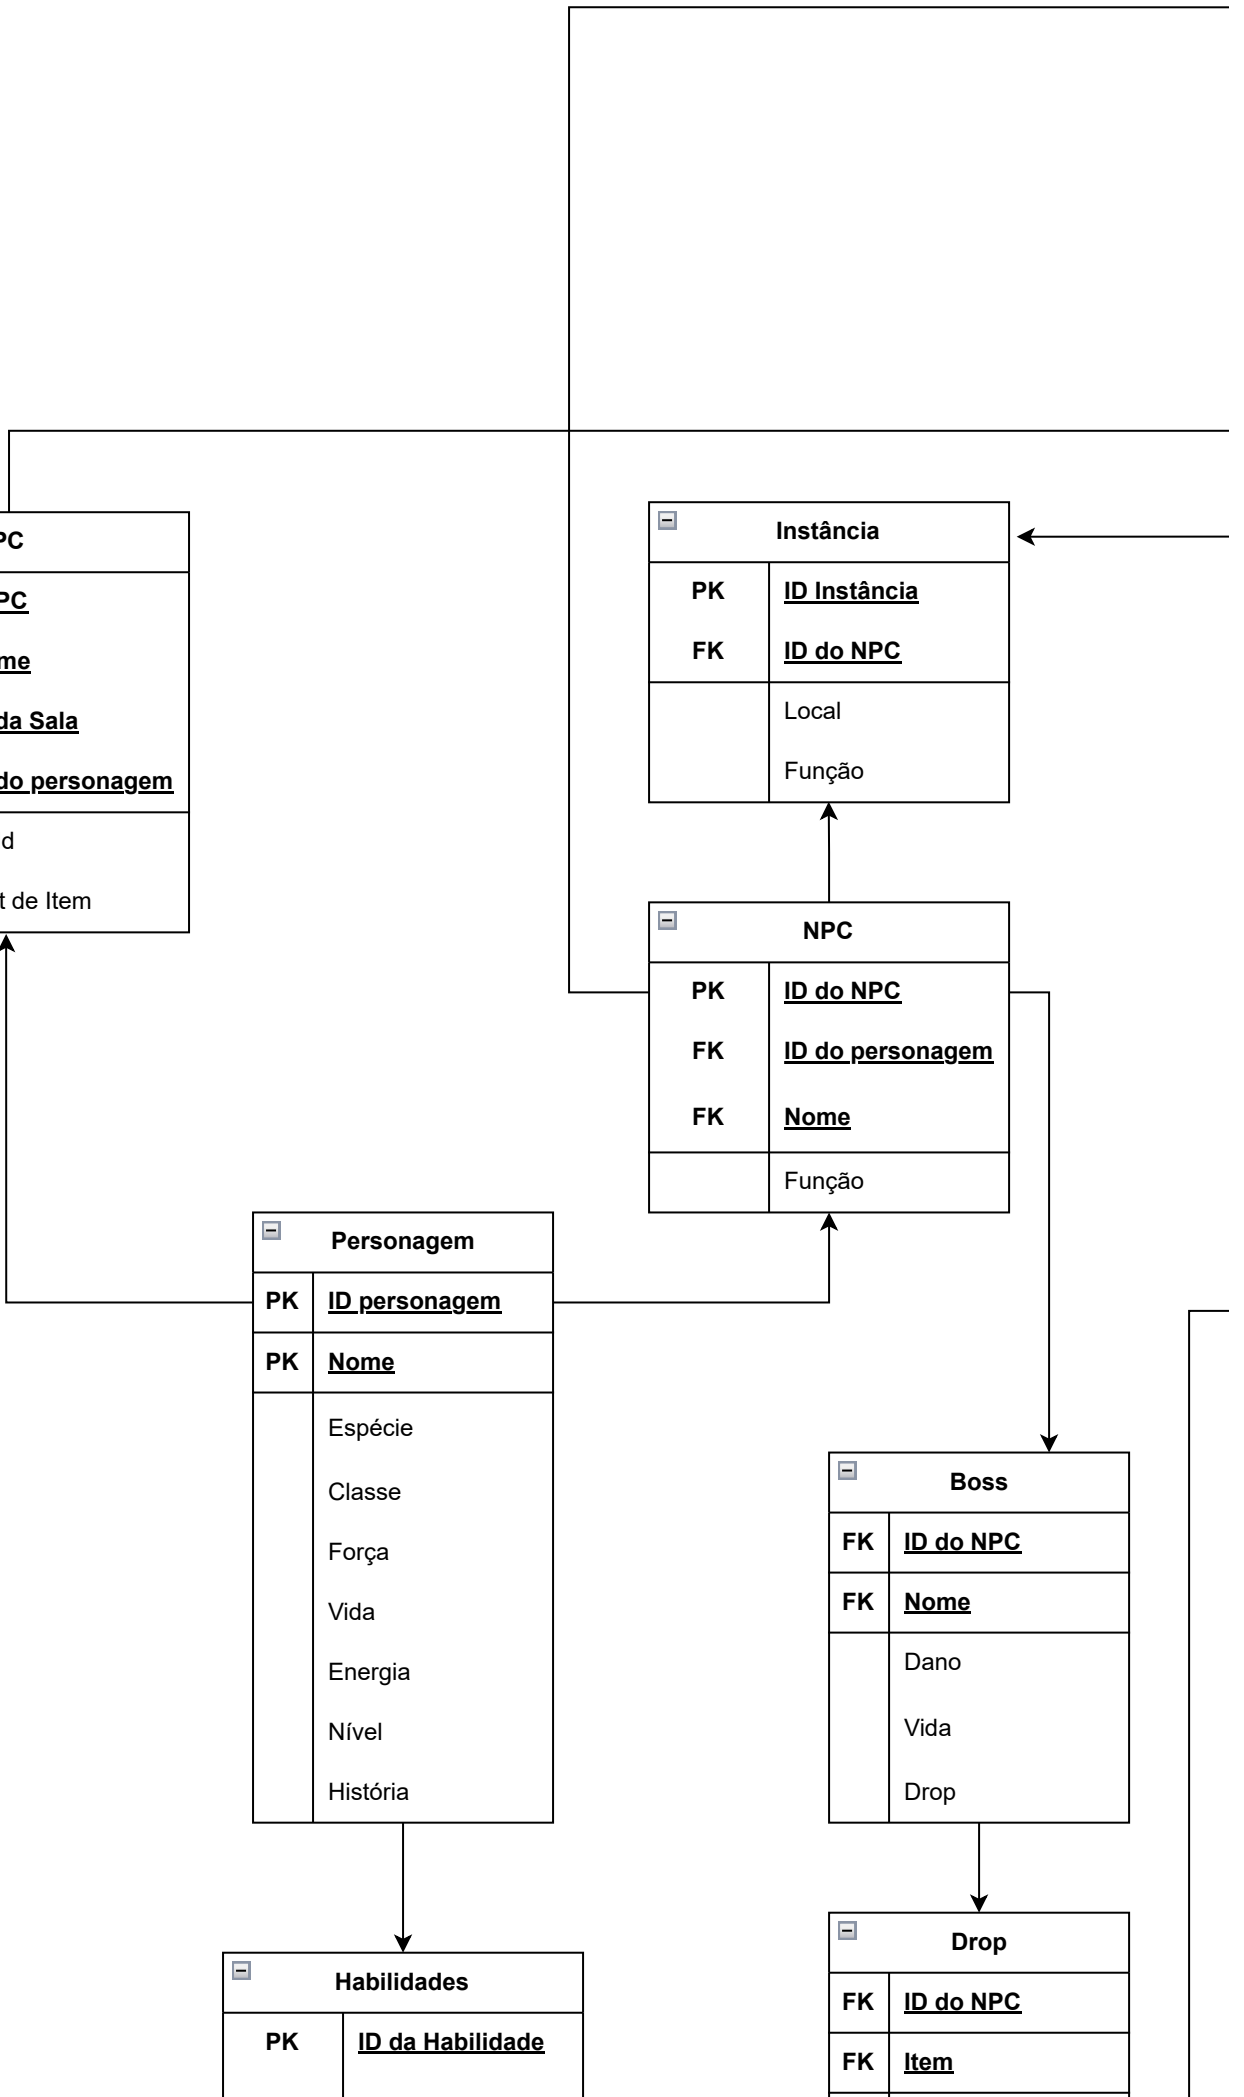 PC
PC
me
da Sala
do personagem
d
t de Item
Instância
PK ID Instância
FK ID do NPC
Local
Função
NPC
PK ID do NPC
FK ID do personagem
FK Nome
Função
Personagem
PK ID personagem
PK Nome
Espécie
Classe
Força
Vida
Energia
Nível
História
Boss
FK ID do NPC
FK Nome
Dano
Vida
Drop
Habilidades
PK ID da Habilidade
Drop
FK ID do NPC
FK Item